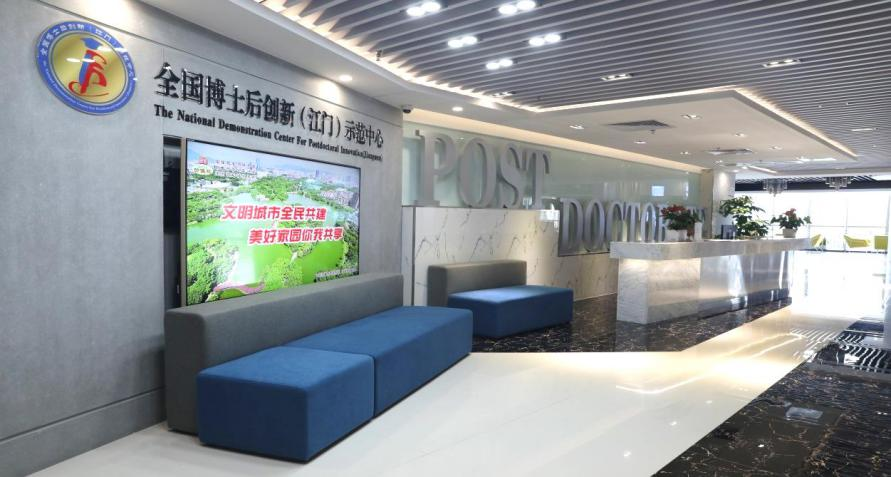 全国博士后创新（江门）示范中心
The National Demonstration Center For Postdoctoral Innovation(Jiangmen)
文明城市全民共建
美好家园你我共享
POST
DOCTOR